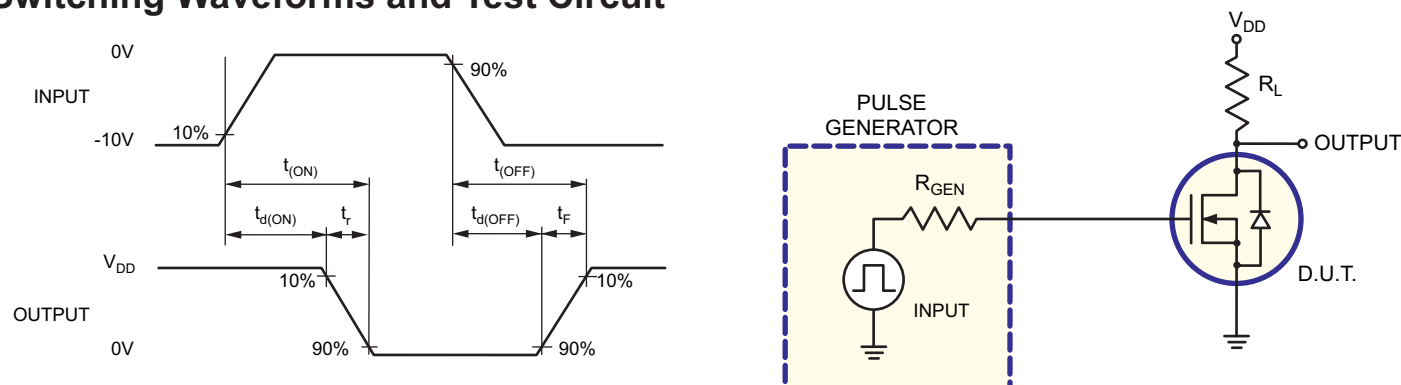 Switching Waveforms and Test Circuit
0V
INPUT
-10V
10%
90%
t(ON)
t(OFF)
td(ON)
tr
td(OFF)
tF
VDD
10%
10%
OUTPUT
0V
90%
90%
VDD
RL
PULSE
GENERATOR
OUTPUT
RGEN
INPUT
D.U.T.